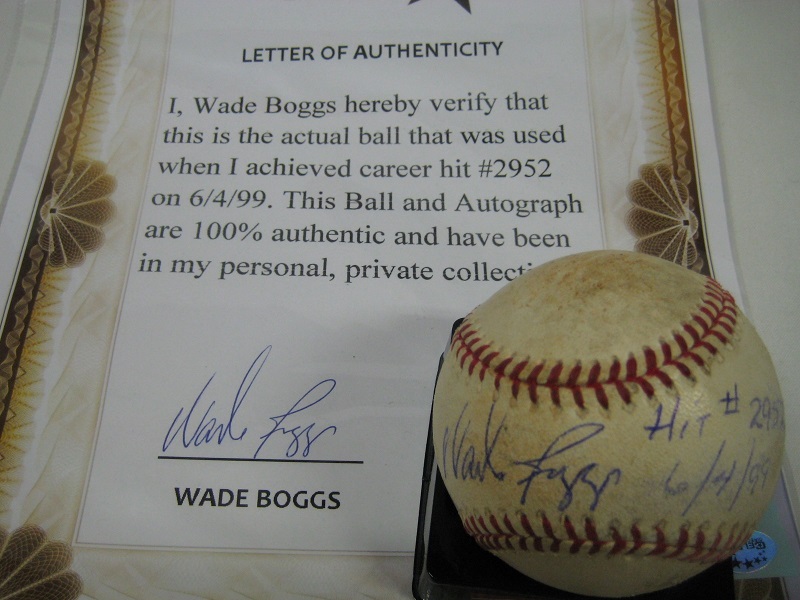 LETTER OF AUTHENTICITY
I, Wade Boggs hereby verify that
this is the actual ball that was used
when I achieved career hit #2952
on 6/4/99. This Ball and Autograph
are 100% authentic and have been
in my personal, private collecti
Wade Boggs
WADE BOGGS
Wade Boggs
Hit # 2952
6/4/99